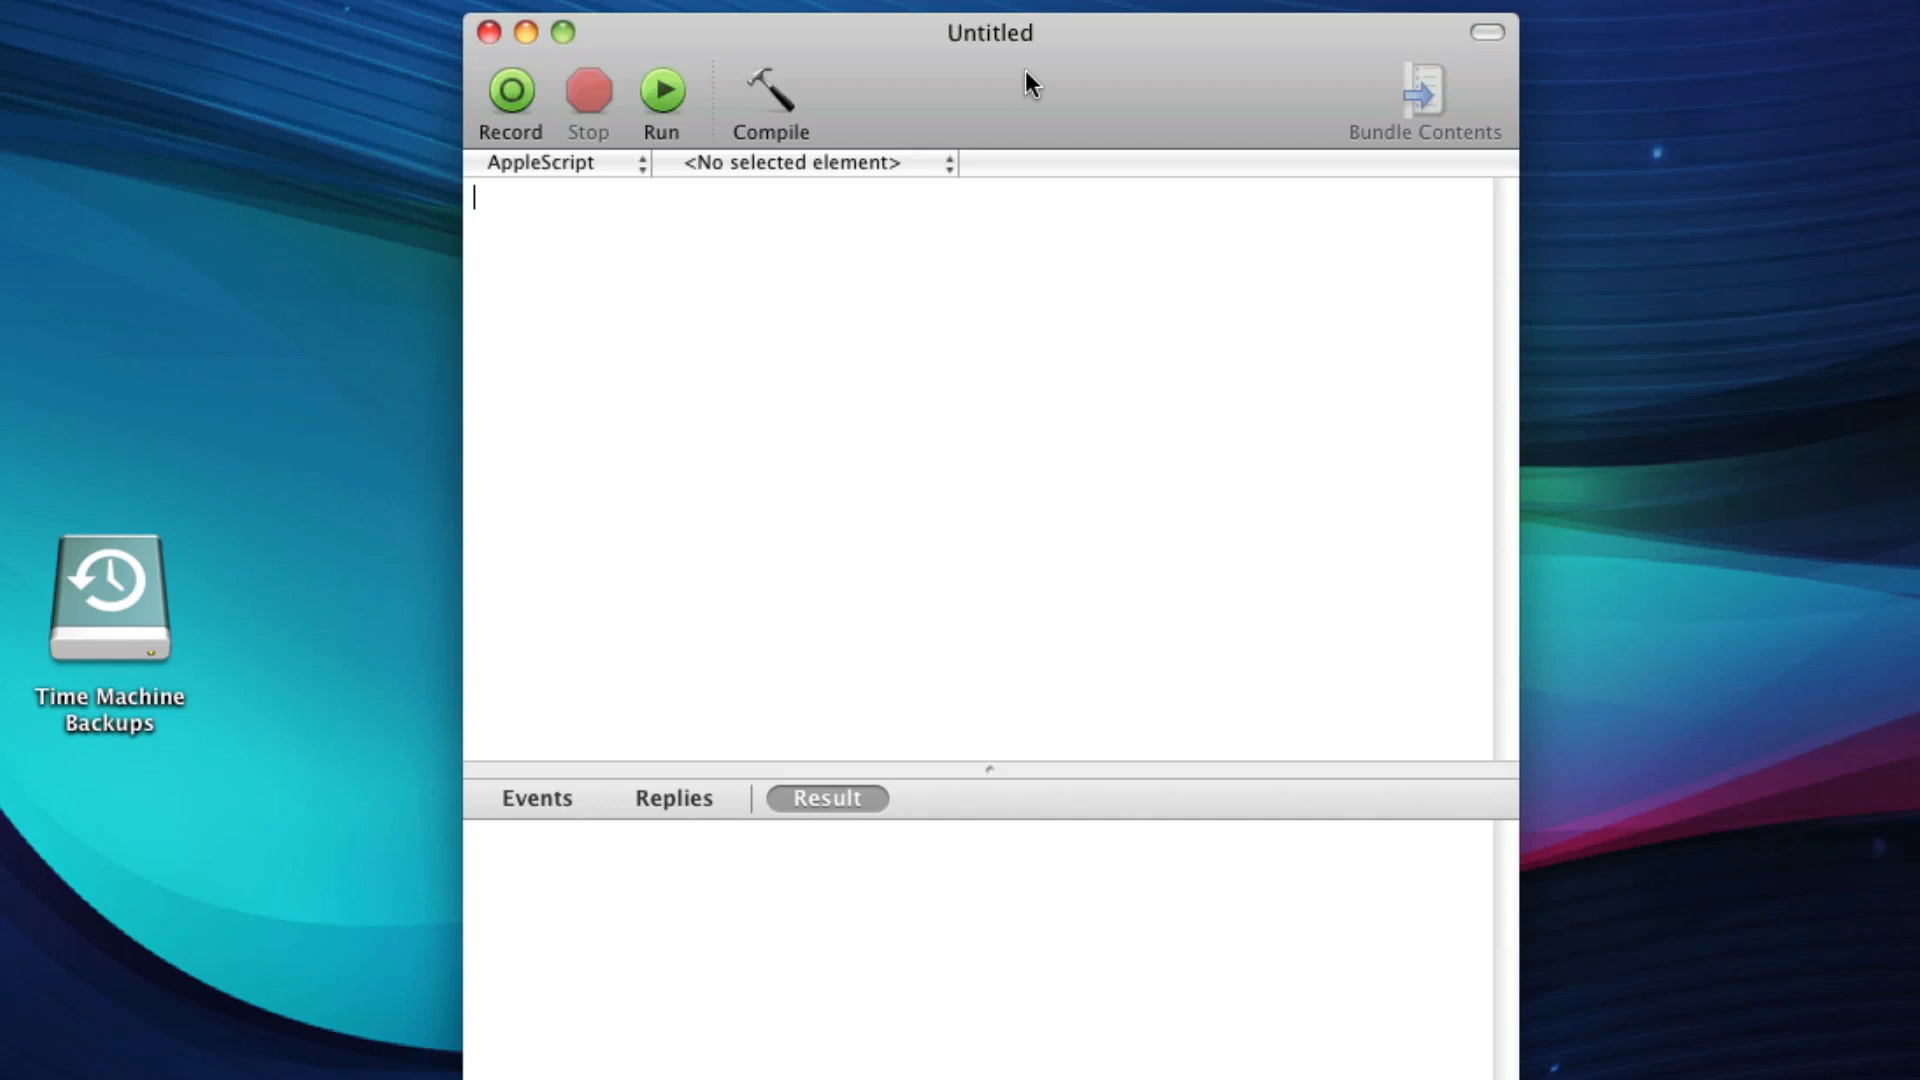 Untitled
Record Stop Run Compile Bundle Contents
AppleScript <No selected element>
Time Machine
Backups
Events Replies Result